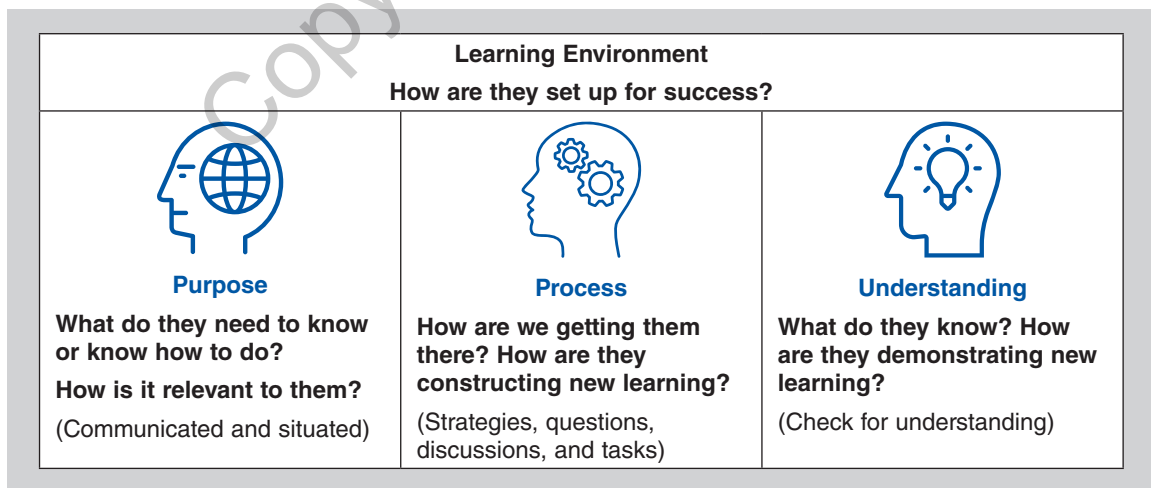 Copy
Learning Environment
How are they set up for success?
Purpose
What do they need to know
or know how to do?
How is it relevant to them?
(Communicated and situated)
Process
How are we getting them
there? How are they
constructing new learning?
(Strategies, questions,
discussions, and tasks)
Understanding
What do they know? How
are they demonstrating new
learning?
(Check for understanding)